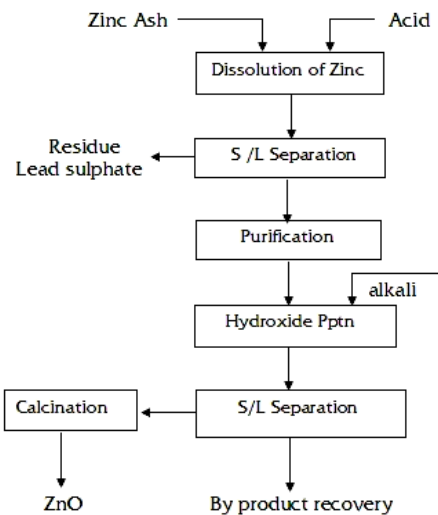 Zinc Ash
Acid
Dissolution of Zinc
Residue
Lead sulphate
S /L Separation
Purification
alkali
Hydroxide Pptn
Calcination
S/L Separation
ZnO
By product recovery